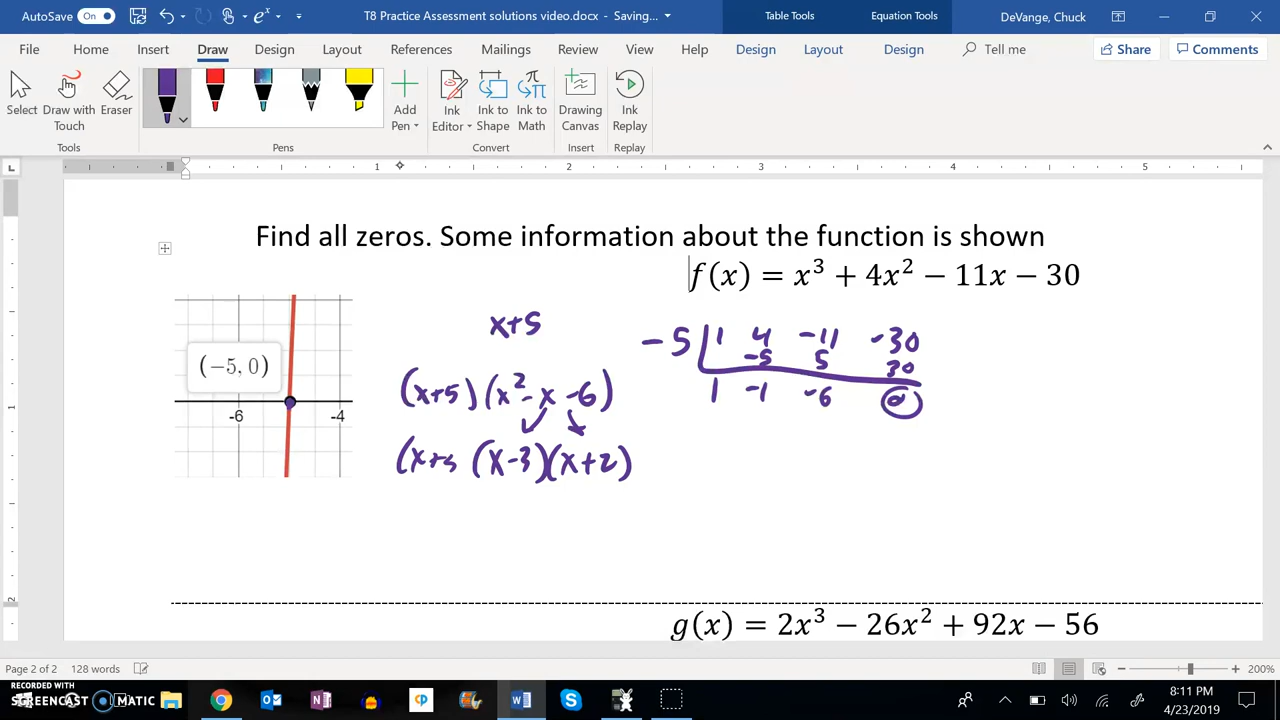 AutoSave On T8 Practice Assessment solutions video.docx - Saving... Table Tools Equation Tools DeVange, Chuck
File Home Insert Draw Design Layout References Mailings Review View Help Design Layout Design Tell me Share Comments
Select Draw with Touch Eraser Add Pen Ink Editor Ink to Shape Ink to Math Drawing Canvas Ink Replay
Tools Pens Convert Insert Replay
1 2 3 4 5
Find all zeros. Some information about the function is shown
f(x) = x³ + 4x² − 11x − 30
x+5
-5 | 1 4 -11 -30
-5 5 30
1 -1 -6 0
(−5, 0)
-6 -4
(x+5)(x²-x-6)
(x+5 (x-3)(x+2)
g(x) = 2x³ − 26x² + 92x − 56
Page 2 of 2 128 words 200%
RECORDED WITH
SCREENCAST MATIC
8:11 PM
4/23/2019